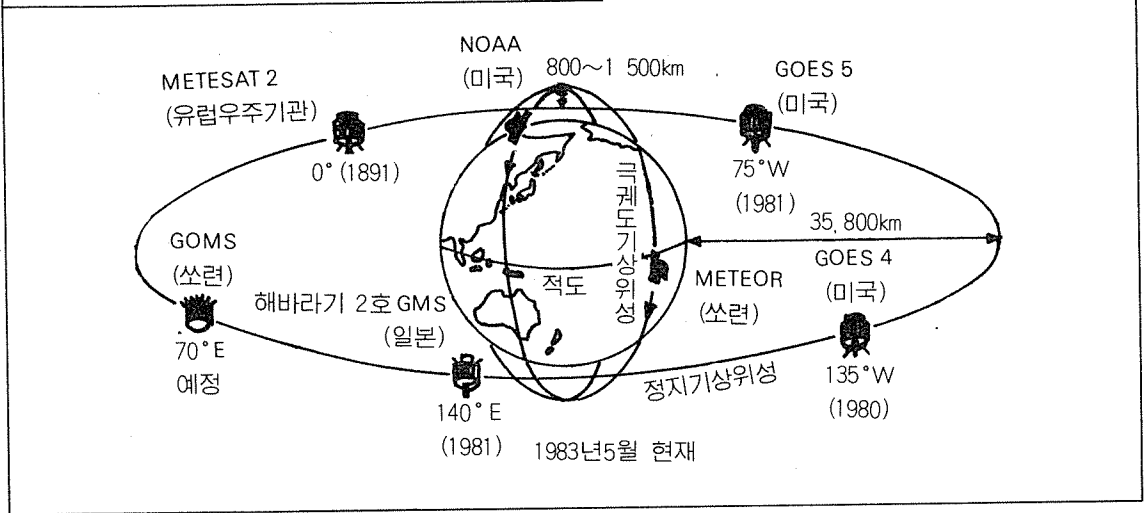 NOAA
(미국)
800~1 500km
METESAT 2
(유럽우주기관)
0° (1891)
GOES 5
(미국)
75°W
(1981)
극궤도기상위성
35,800km
GOMS
(쏘련)
70°E
예정
해바라기 2호 GMS
(일본)
140°E
(1981)
적도
METEOR
(쏘련)
GOES 4
(미국)
135°W
(1980)
정지기상위성
1983년5월 현재